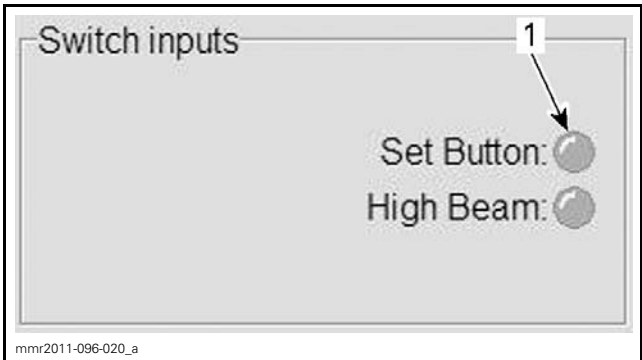 Switch inputs
1
Set Button:
High Beam:
mmr2011-096-020_a